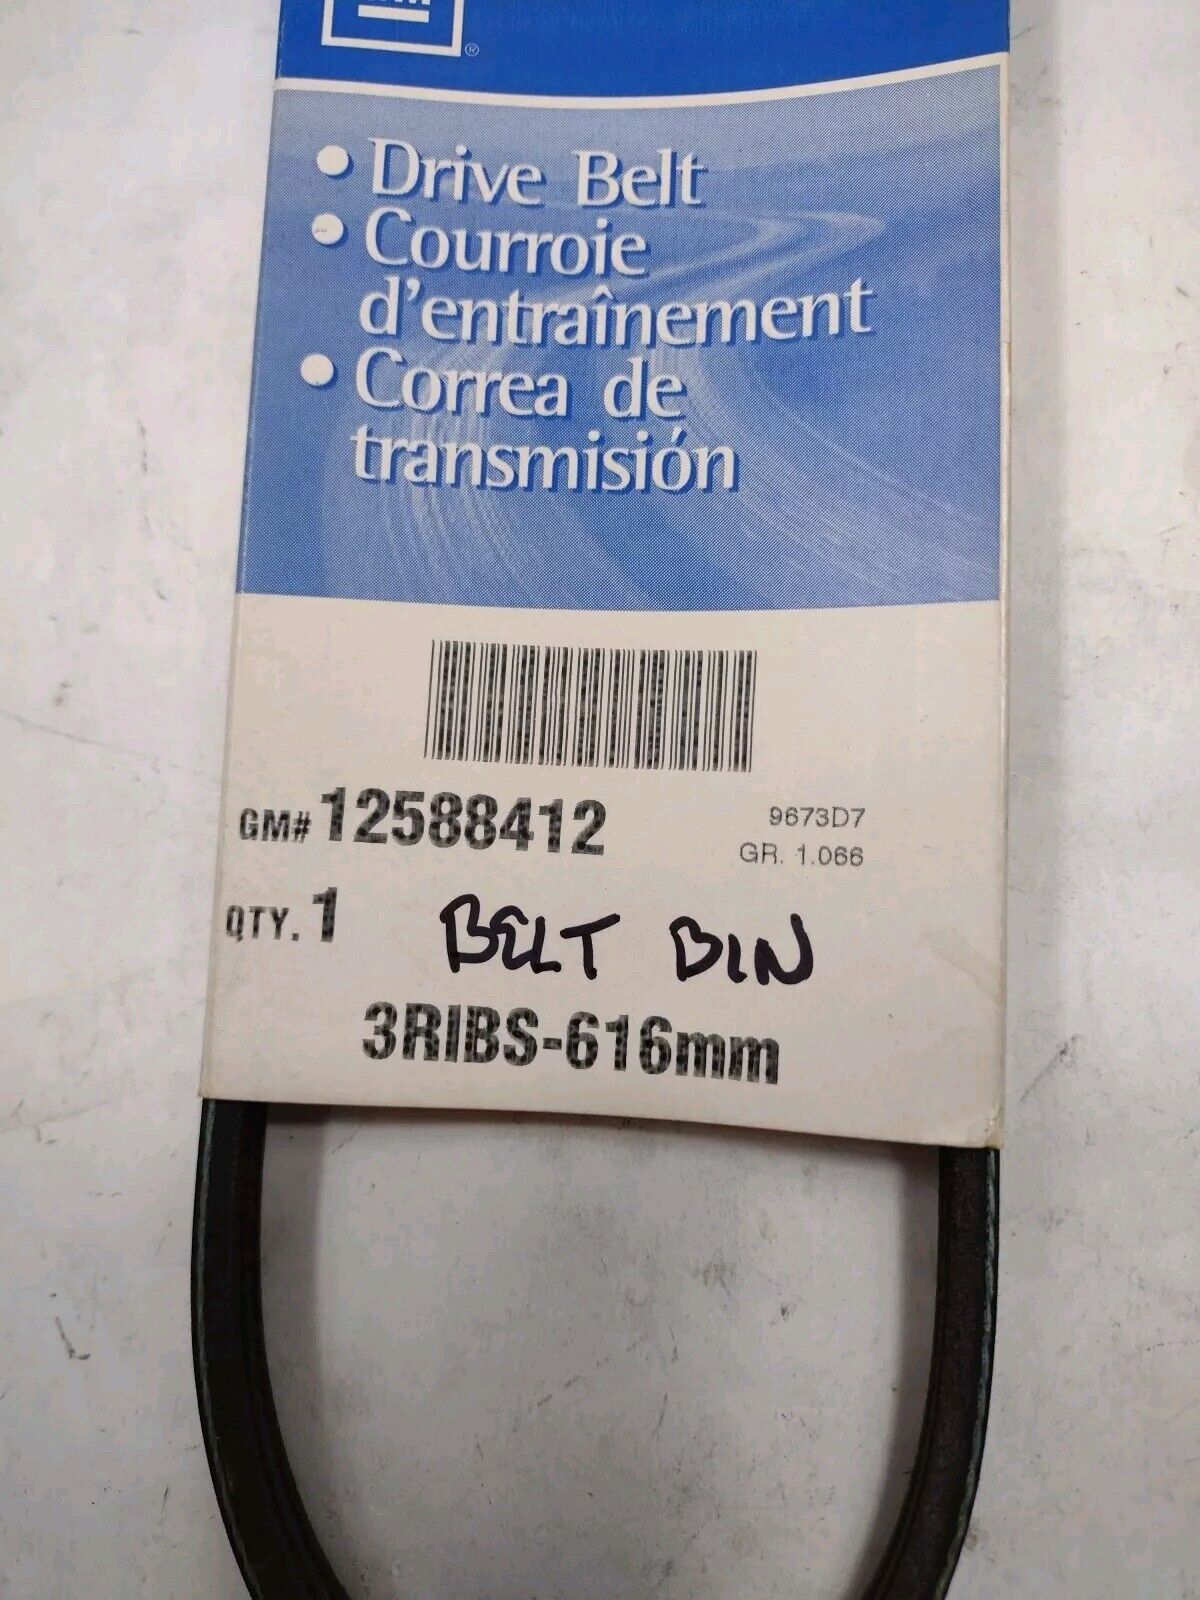 ®
• Drive Belt
• Courroie
d'entraînement
• Correa de
transmisión
GM# 12588412
9673D7
GR. 1.066
QTY. 1
BELT BIN
3RIBS-616mm